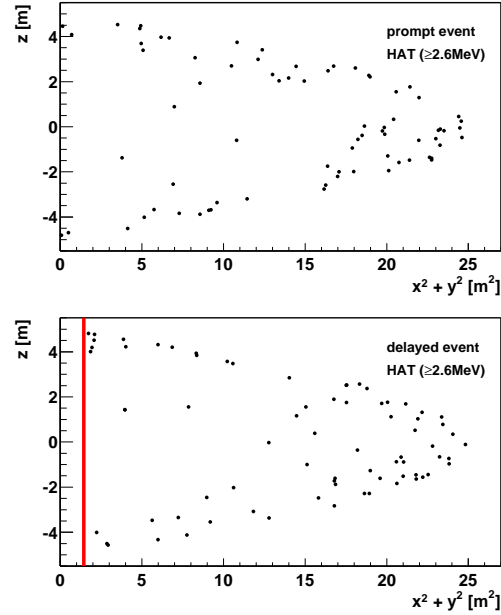 z [m]
prompt event
HAT (≥2.6MeV)
4
2
0
-2
-4
0 5 10 15 20 25
x² + y² [m²]
z [m]
delayed event
HAT (≥2.6MeV)
4
2
0
-2
-4
0 5 10 15 20 25
x² + y² [m²]